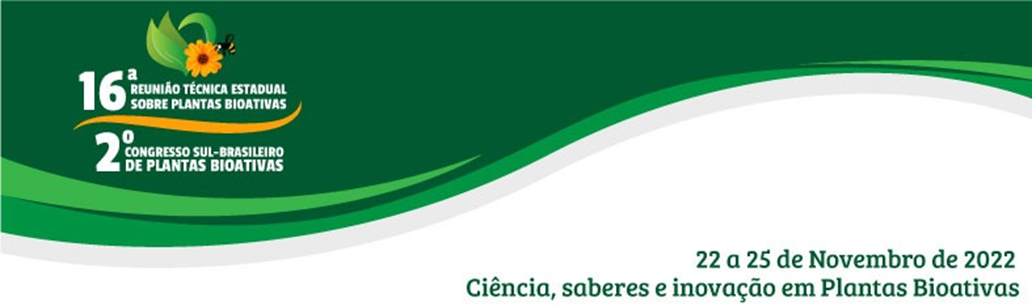 16ª REUNIÃO TÉCNICA ESTADUAL
SOBRE PLANTAS BIOATIVAS
2º CONGRESSO SUL-BRASILEIRO
DE PLANTAS BIOATIVAS
22 a 25 de Novembro de 2022
Ciência, saberes e inovação em Plantas Bioativas